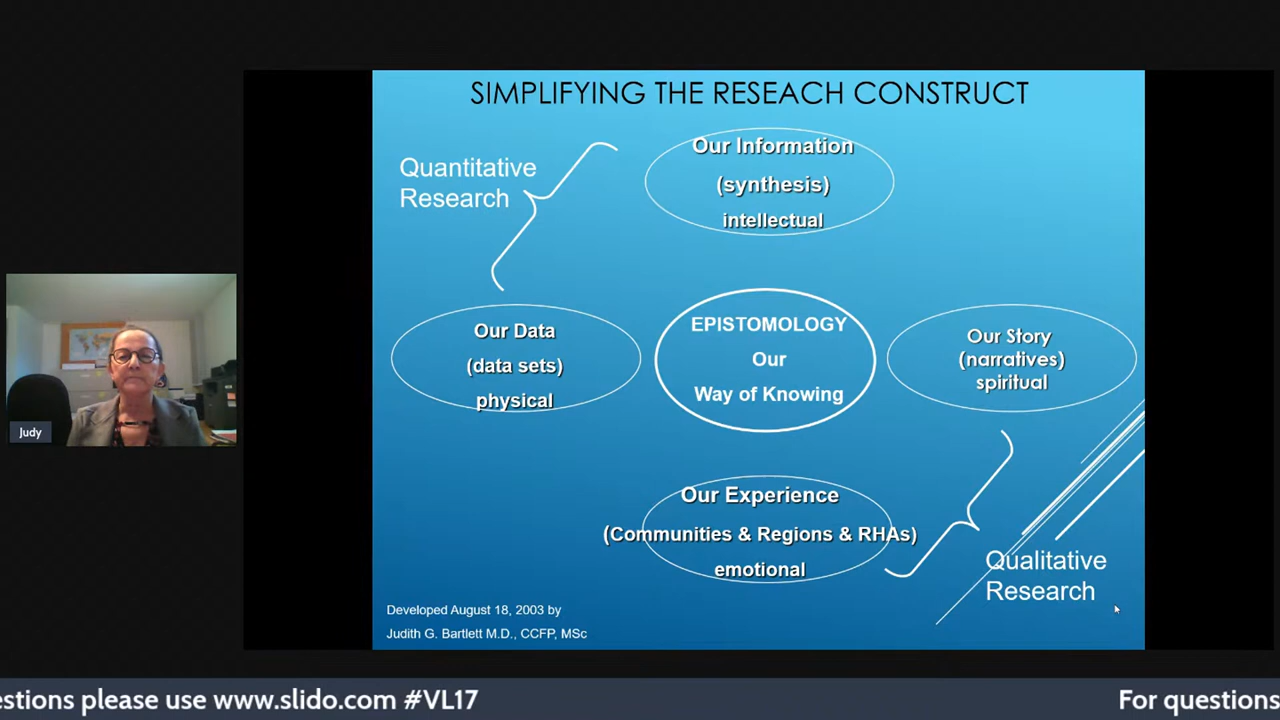 SIMPLIFYING THE RESEACH CONSTRUCT
Quantitative
Research
Our Information
(synthesis)
intellectual
Our Data
(data sets)
physical
EPISTOMOLOGY
Our
Way of Knowing
Our Story
(narratives)
spiritual
Our Experience
(Communities & Regions & RHAs)
emotional
Qualitative
Research
Developed August 18, 2003 by
Judith G. Bartlett M.D., CCFP, MSc
Judy
estions please use www.slido.com #VL17
For questions